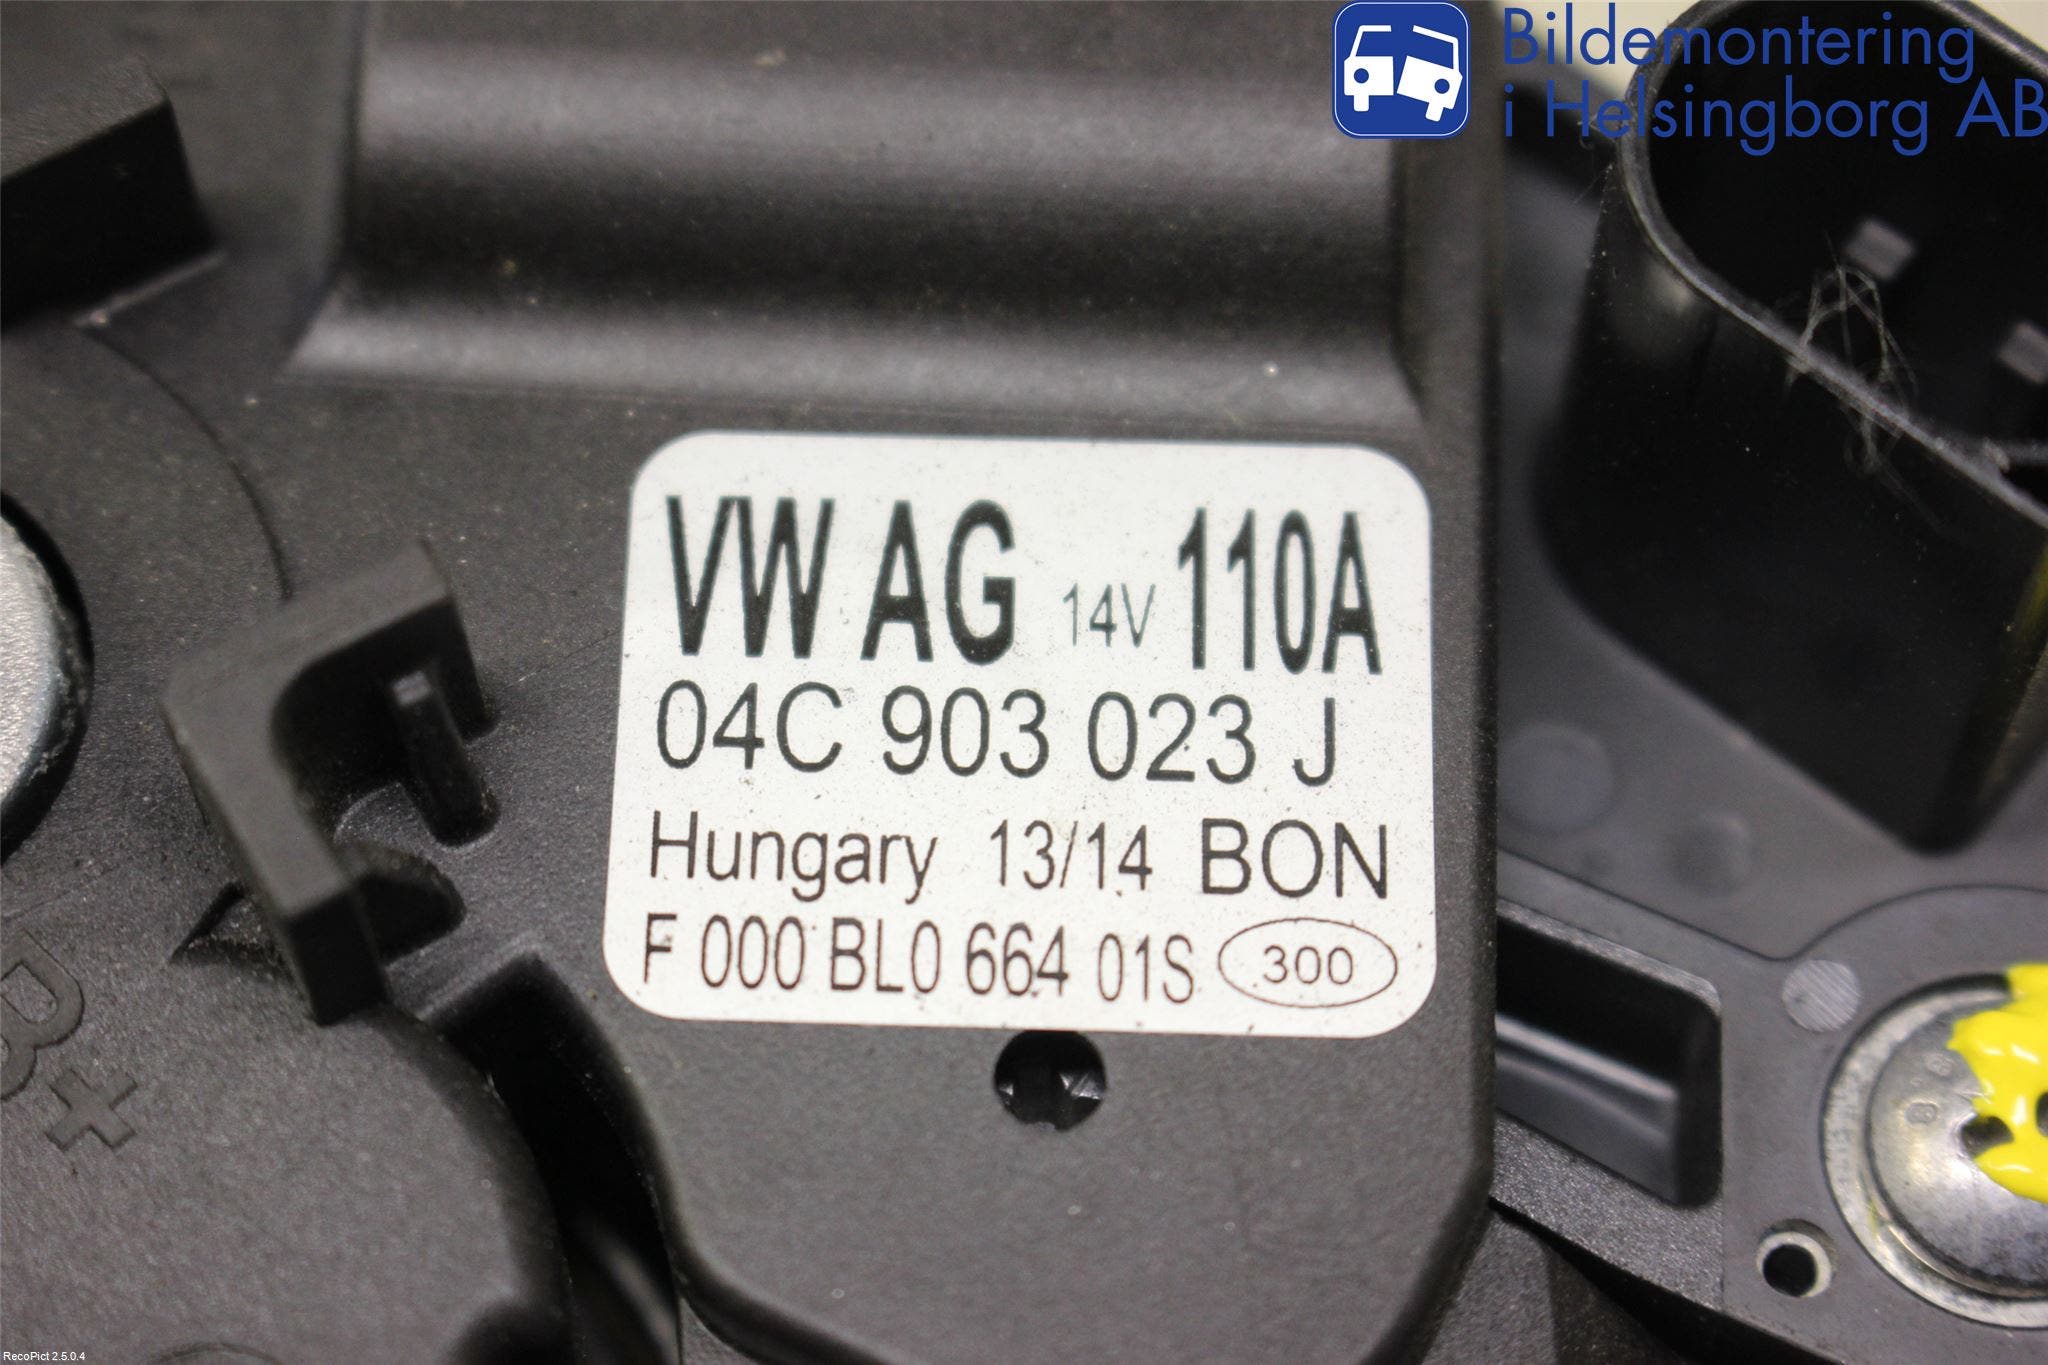 Bildemontering
i Helsingborg AB
VW AG 14V 110A
04C 903 023 J
Hungary 13/14 BON
F 000 BL0 664 01S 300
B+
RecoPict 2.5.0.4